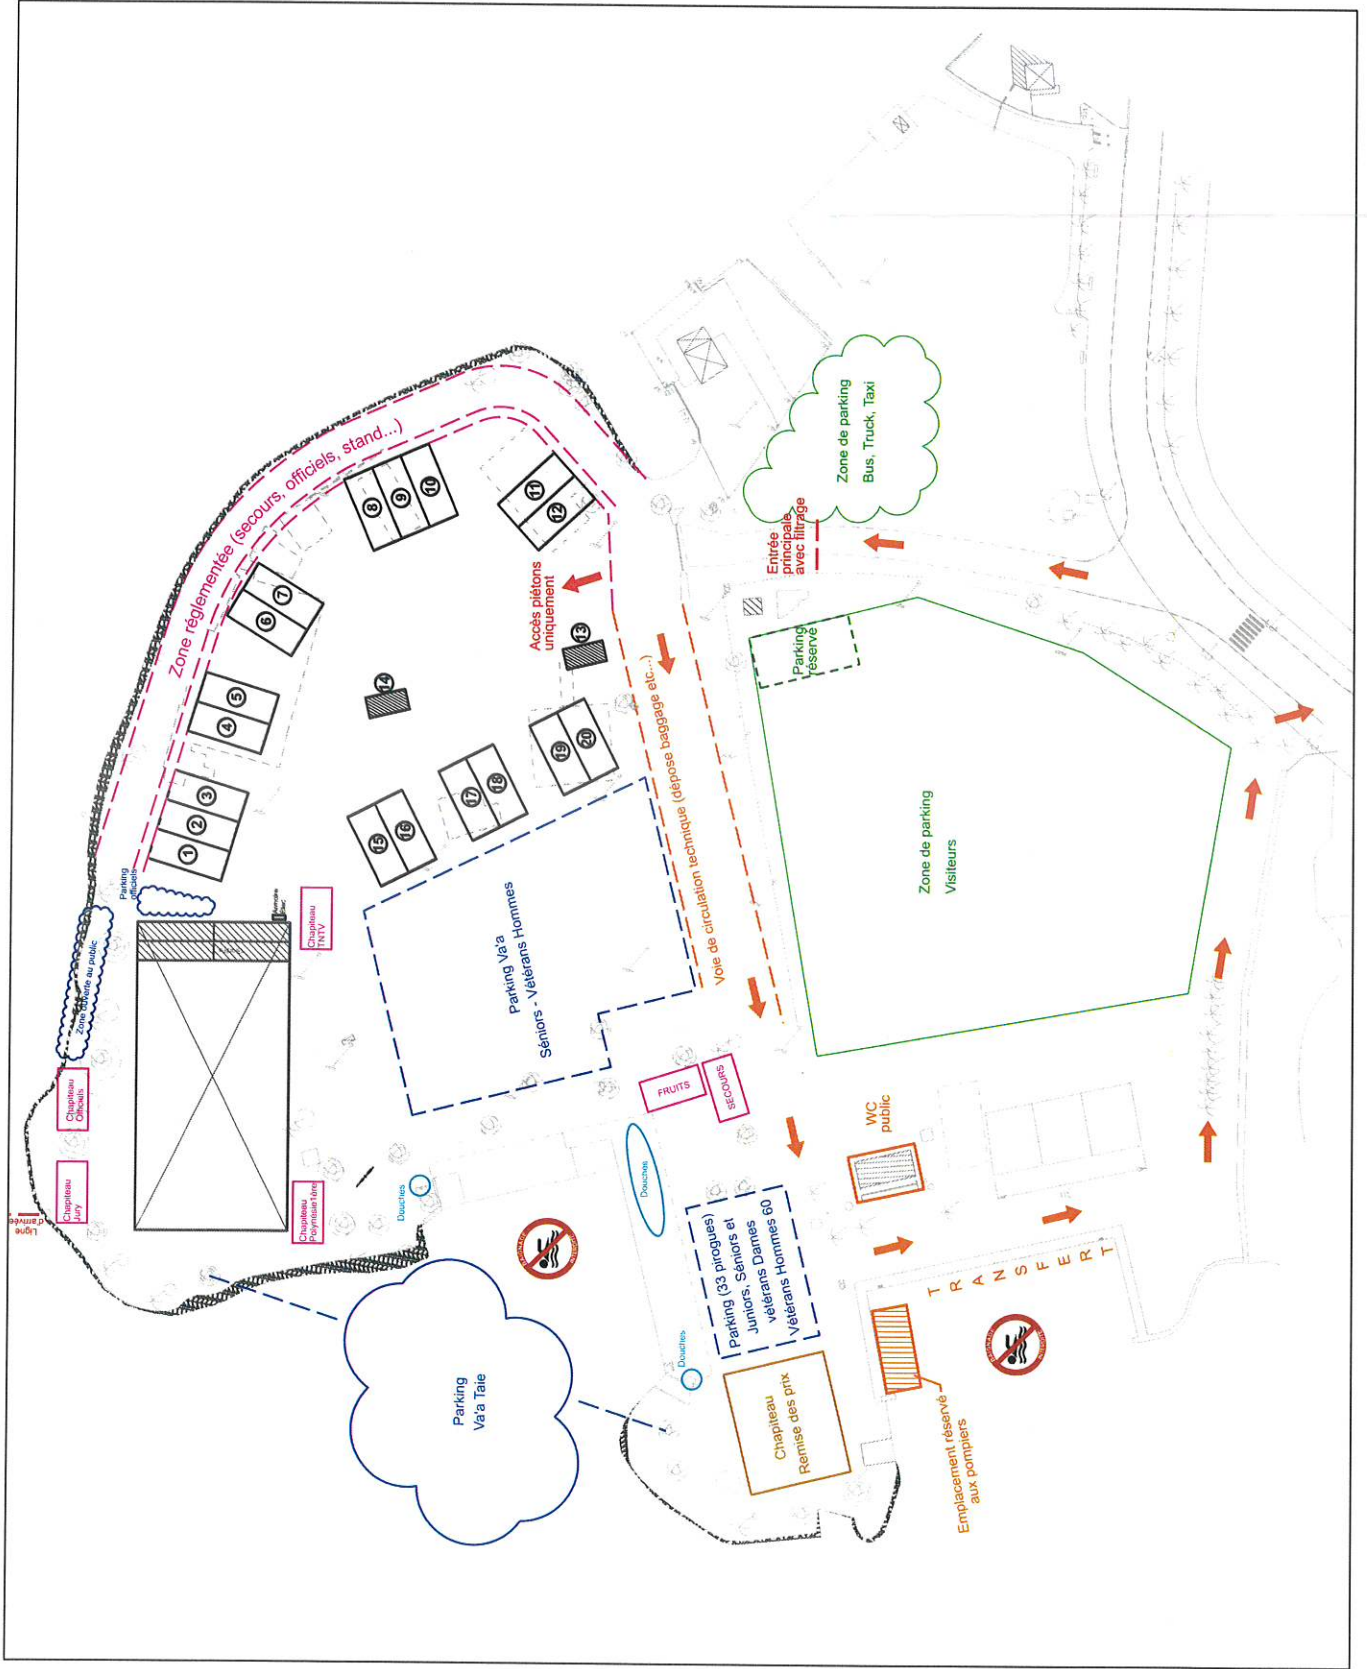 Ligne
d'arrivée
Chapiteau
Jury
Chapiteau
Officiels
Zone ouverte au public
Parking
officiels
Chapiteau
TNTV
Chapiteau
Polynésie1ère
Zone réglementée (secours, officiels, stand...)
1
2
3
4
5
6
7
8
9
10
11
12
13
14
15
16
17
18
19
20
Accès piétons
uniquement
Parking Va'a
Séniors - Vétérans Hommes
Voie de circulation technique (dépose baggage etc...)
Entrée
principale
avec filtrage
Zone de parking
Bus, Truck, Taxi
Parking
réservé
Zone de parking
Visiteurs
FRUITS
SECOURS
WC
public
Douches
Douches
Douches
Parking
Va'a Taie
Parking (33 pirogues)
Juniors, Séniors et
vétérans Dames 60
Vétérans Hommes 60
Chapiteau
Remise des prix
TRANSFERT
Emplacement réservé
aux pompiers